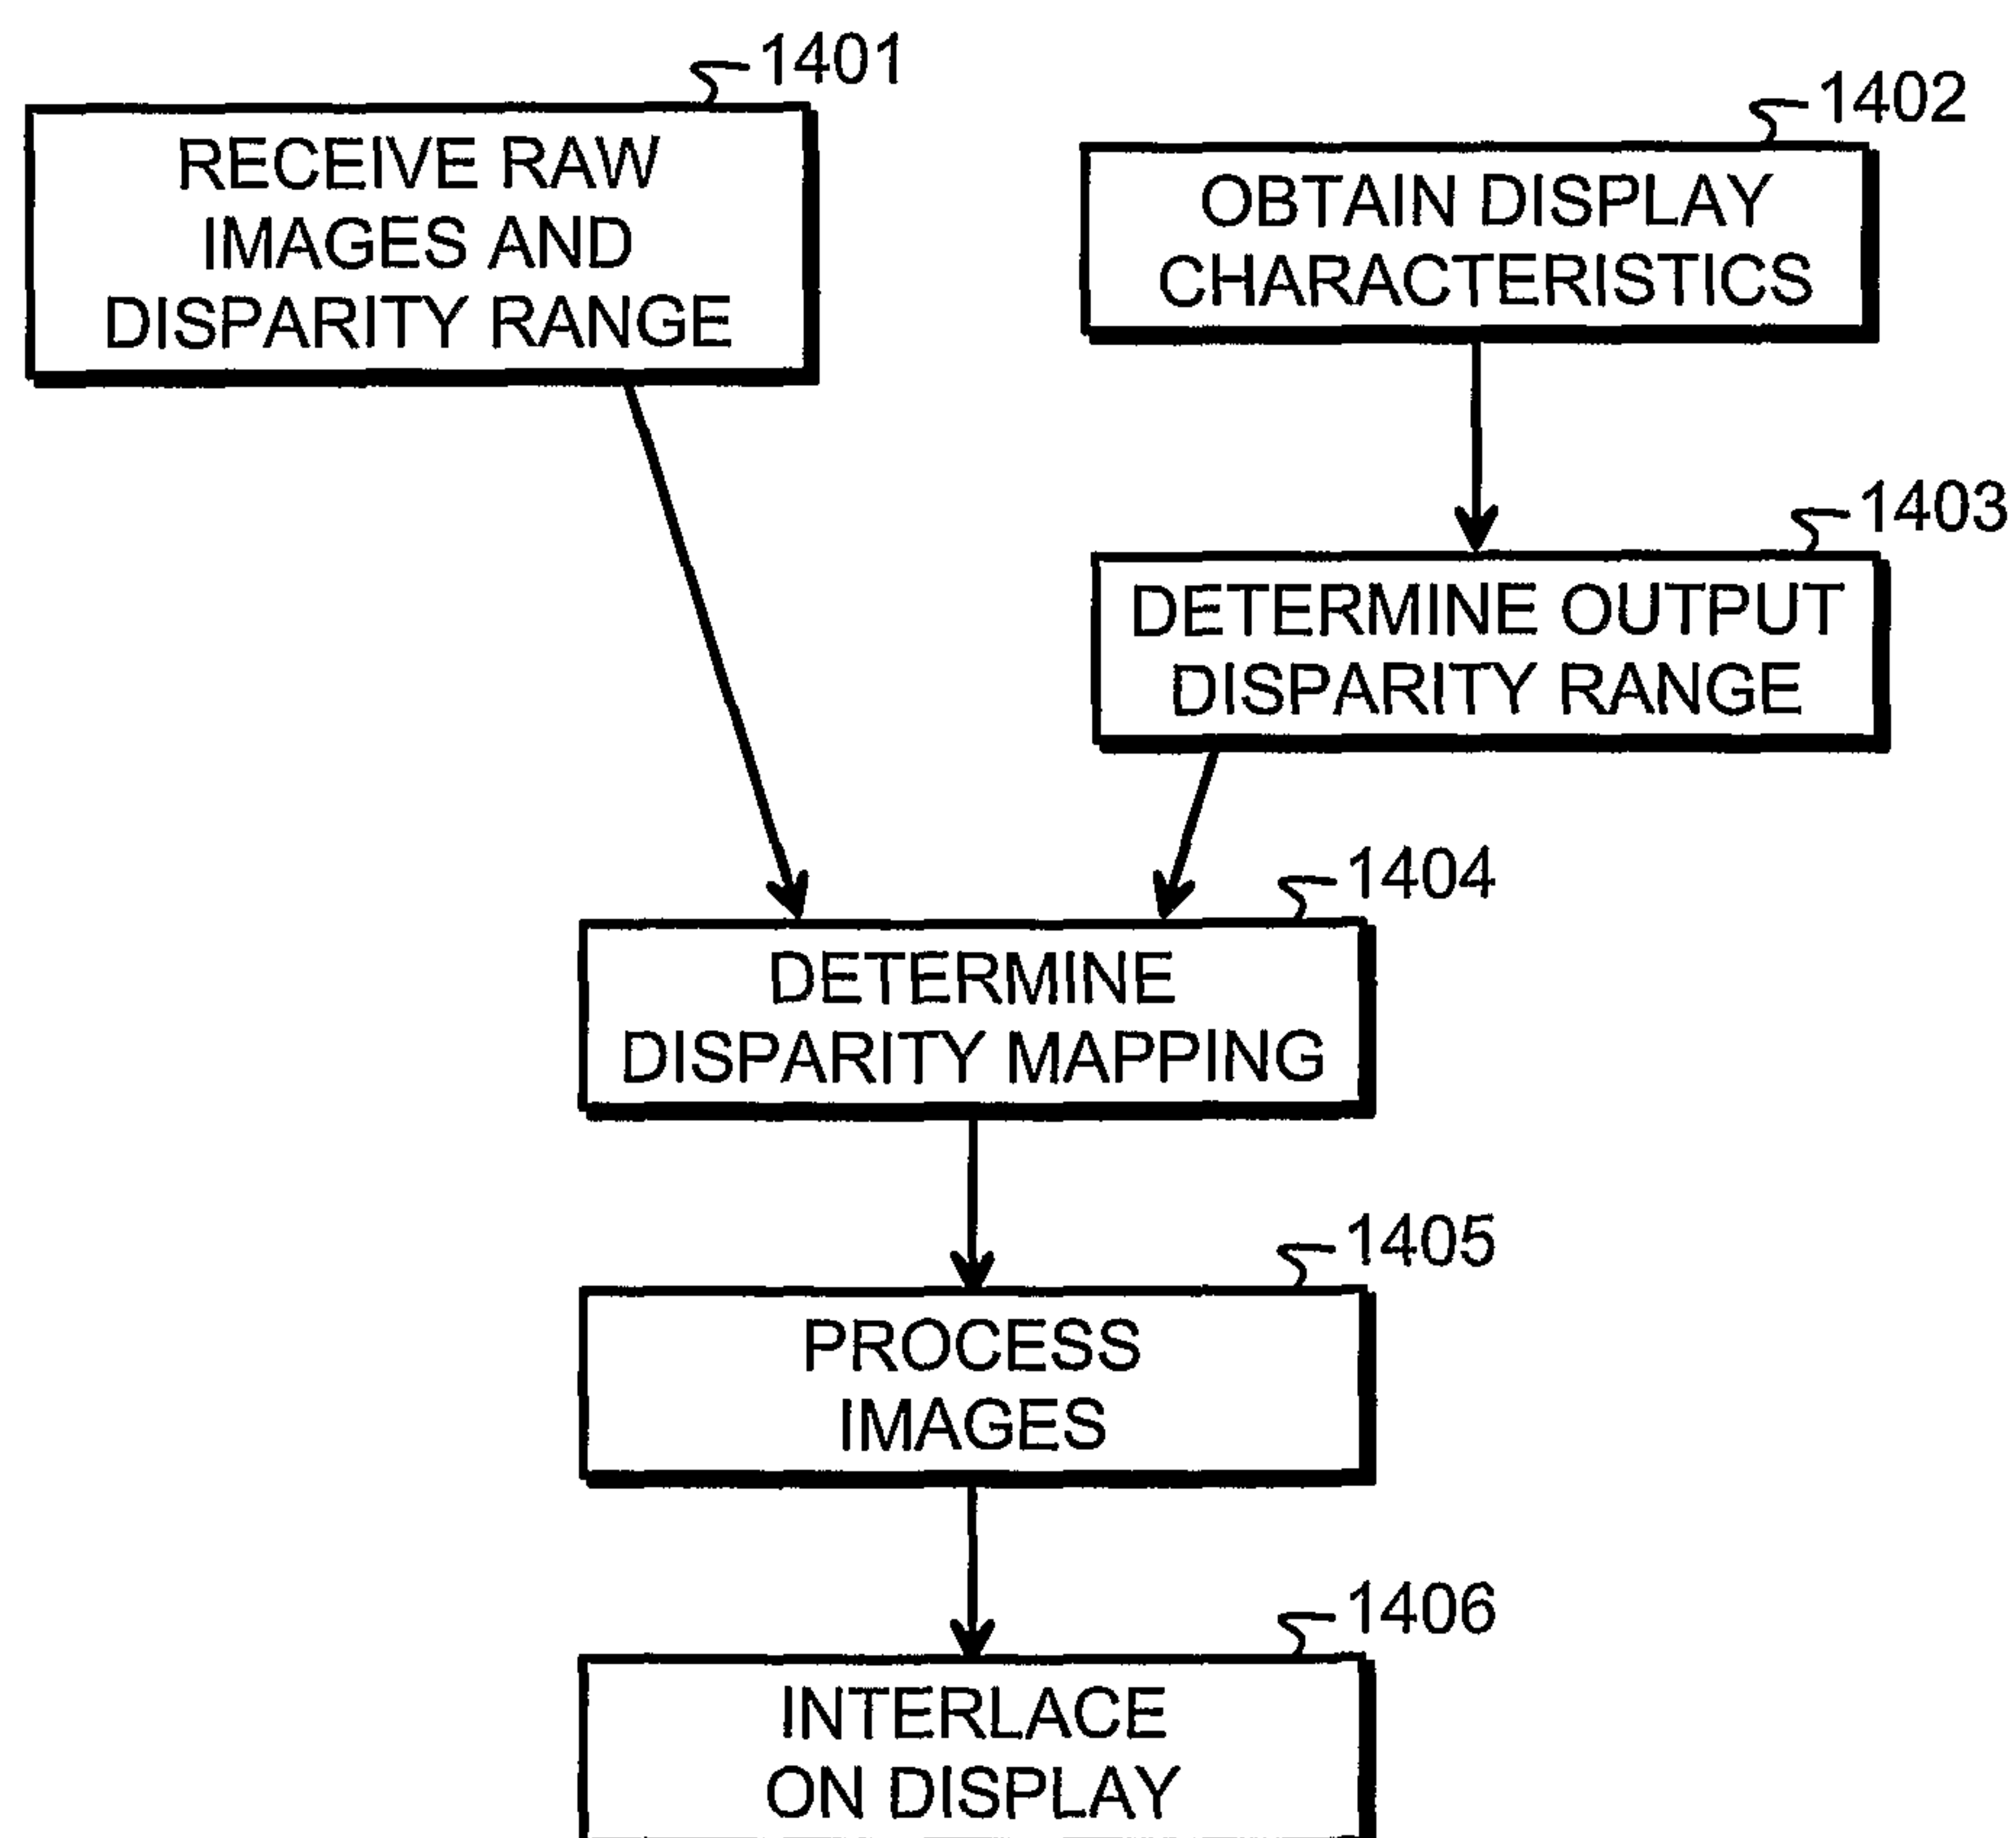 1401
RECEIVE RAW
IMAGES AND
DISPARITY RANGE
1402
OBTAIN DISPLAY
CHARACTERISTICS
1403
DETERMINE OUTPUT
DISPARITY RANGE
1404
DETERMINE
DISPARITY MAPPING
1405
PROCESS
IMAGES
1406
INTERLACE
ON DISPLAY